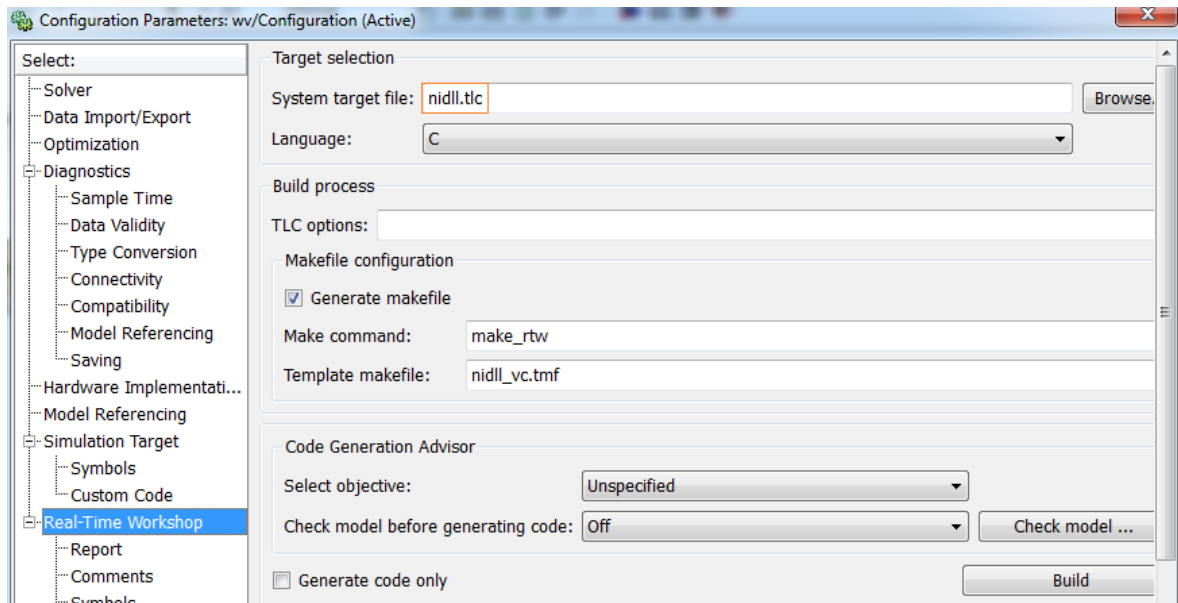 Configuration Parameters: wv/Configuration (Active)
Select:
Solver
Data Import/Export
Optimization
Diagnostics
Sample Time
Data Validity
Type Conversion
Connectivity
Compatibility
Model Referencing
Saving
Hardware Implementati...
Model Referencing
Simulation Target
Symbols
Custom Code
Real-Time Workshop
Report
Comments
Symbols
Target selection
System target file: nidll.tlc Browse.
Language: C
Build process
TLC options:
Makefile configuration
Generate makefile
Make command: make_rtw
Template makefile: nidll_vc.tmf
Code Generation Advisor
Select objective: Unspecified
Check model before generating code: Off Check model ...
Generate code only Build